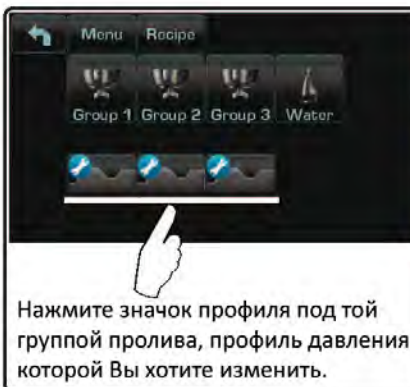 Menu Recipe
Group 1 Group 2 Group 3 Water
Нажмите значок профиля под той
группой пролива, профиль давления
которой Вы хотите изменить.